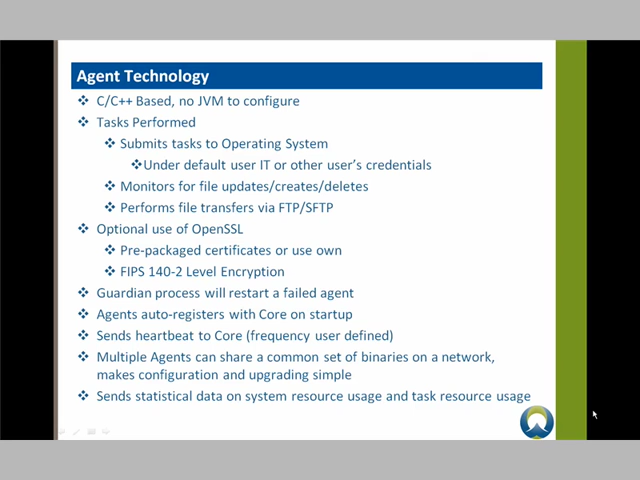 Agent Technology
C/C++ Based, no JVM to configure
Tasks Performed
Submits tasks to Operating System
Under default user IT or other user's credentials
Monitors for file updates/creates/deletes
Performs file transfers via FTP/SFTP
Optional use of OpenSSL
Pre-packaged certificates or use own
FIPS 140-2 Level Encryption
Guardian process will restart a failed agent
Agents auto-registers with Core on startup
Sends heartbeat to Core (frequency user defined)
Multiple Agents can share a common set of binaries on a network,
makes configuration and upgrading simple
Sends statistical data on system resource usage and task resource usage